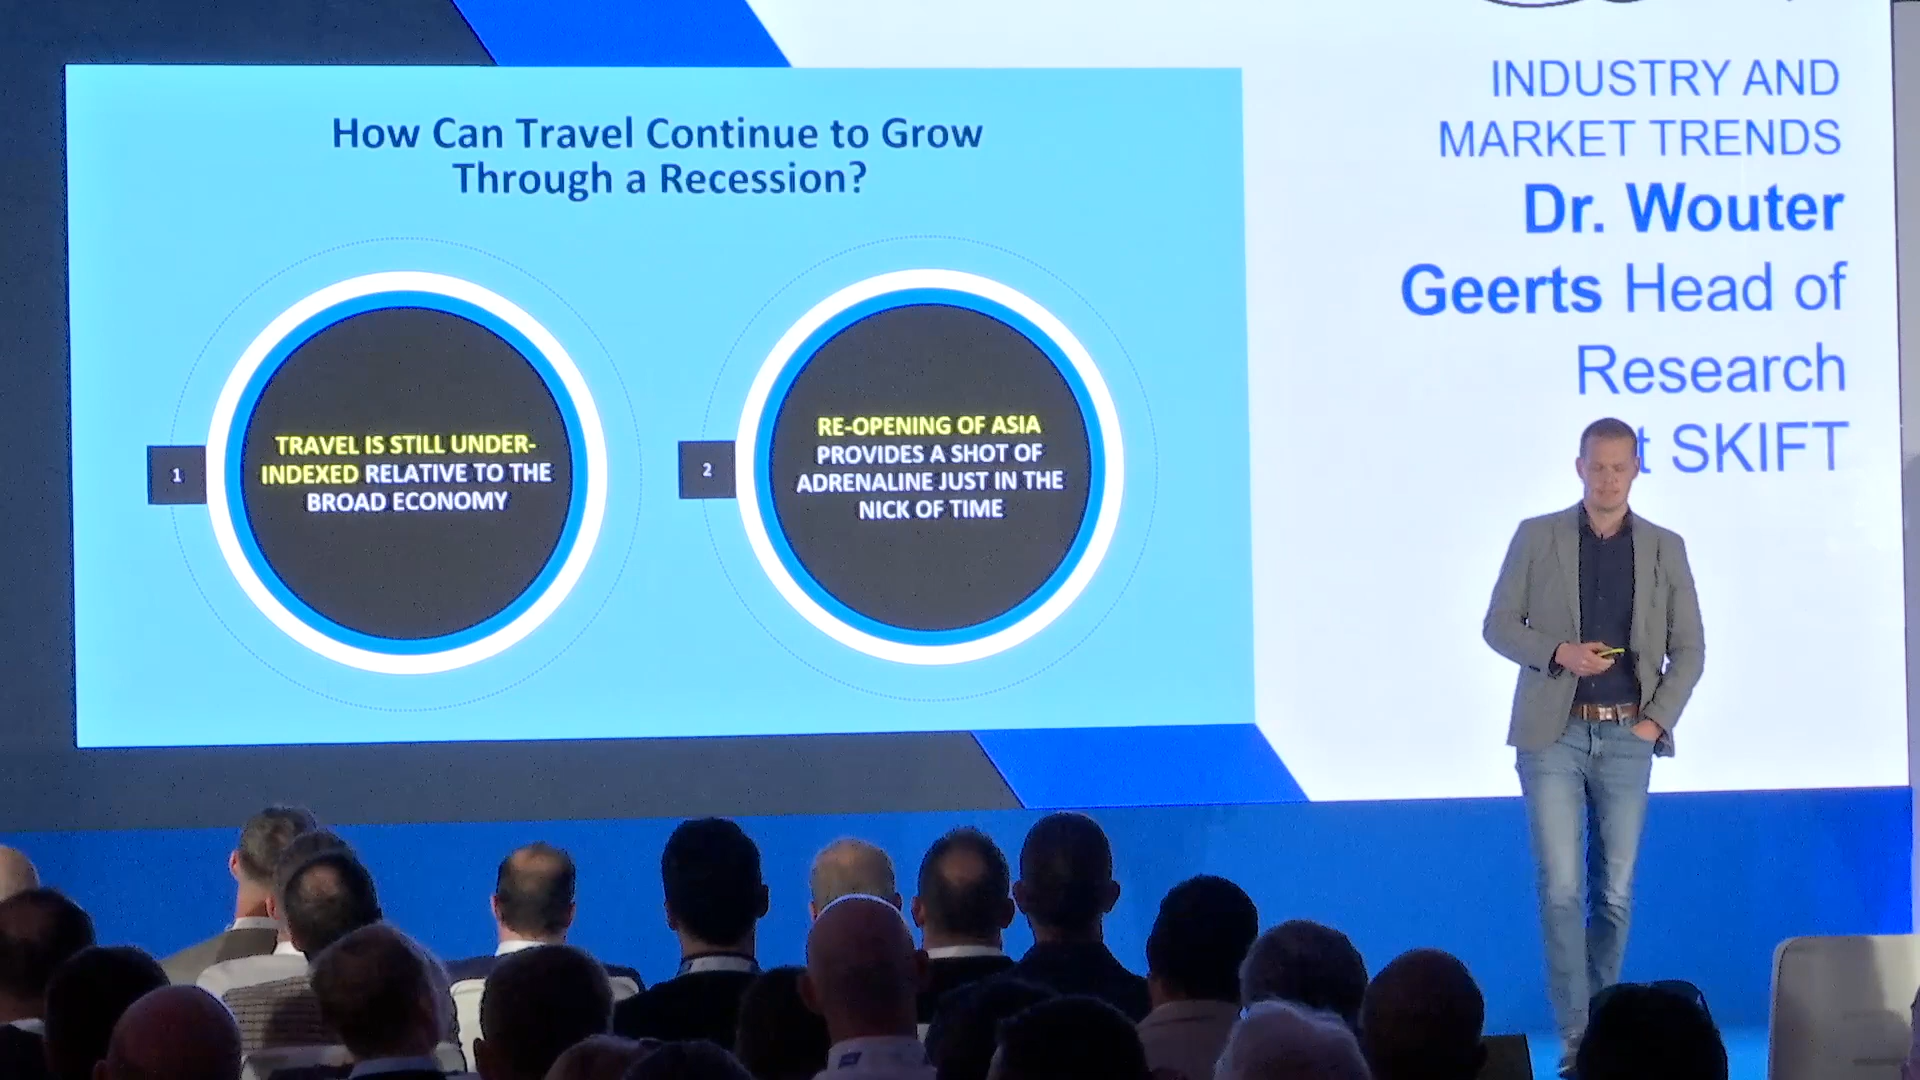 How Can Travel Continue to Grow
Through a Recession?
1
TRAVEL IS STILL UNDER-
INDEXED RELATIVE TO THE
BROAD ECONOMY
2
RE-OPENING OF ASIA
PROVIDES A SHOT OF
ADRENALINE JUST IN THE
NICK OF TIME
INDUSTRY AND
MARKET TRENDS
Dr. Wouter
Geerts Head of
Research
t SKIFT